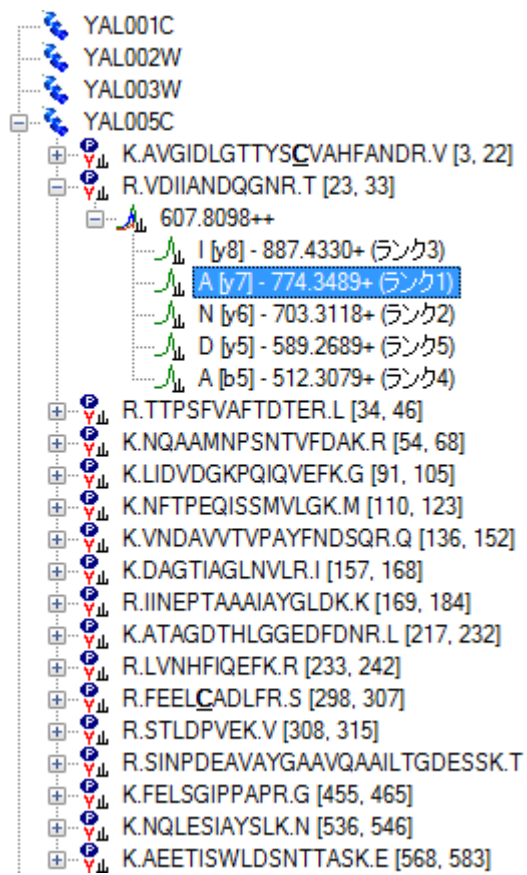 YAL001C
YAL002W
YAL003W
YAL005C
K.AVGIDLGTTYSCVAHFANDR.V [3, 22]
R.VDIIANDQGNR.T [23, 33]
607.8098++
I [y8] - 887.4330+ (ランク3)
A [y7] - 774.3489+ (ランク1)
N [y6] - 703.3118+ (ランク2)
D [y5] - 589.2689+ (ランク5)
A [b5] - 512.3079+ (ランク4)
R.TTPSFVAFTDTER.L [34, 46]
K.NQAAMNPSNTVFDAK.R [54, 68]
K.LIDVDGKPQIQVEFK.G [91, 105]
K.NFTPEQISSMVLGK.M [110, 123]
K.VNDAVVTVPAYFNDSQR.Q [136, 152]
K.DAGTIAGLNVLR.I [157, 168]
R.IINEPTAAAIAYGLDK.K [169, 184]
K.ATAGDTHLGGEDFDNR.L [217, 232]
R.LVNHFIQEFK.R [233, 242]
R.FEELCADLFR.S [298, 307]
R.STLDPVEK.V [308, 315]
R.SINPDEAVAYGAAVQAAILTGDESSK.T
K.FELSGIPPAPR.G [455, 465]
K.NQLESIAYSLK.N [536, 546]
K.AEETISWLDSNTTASK.E [568, 583]